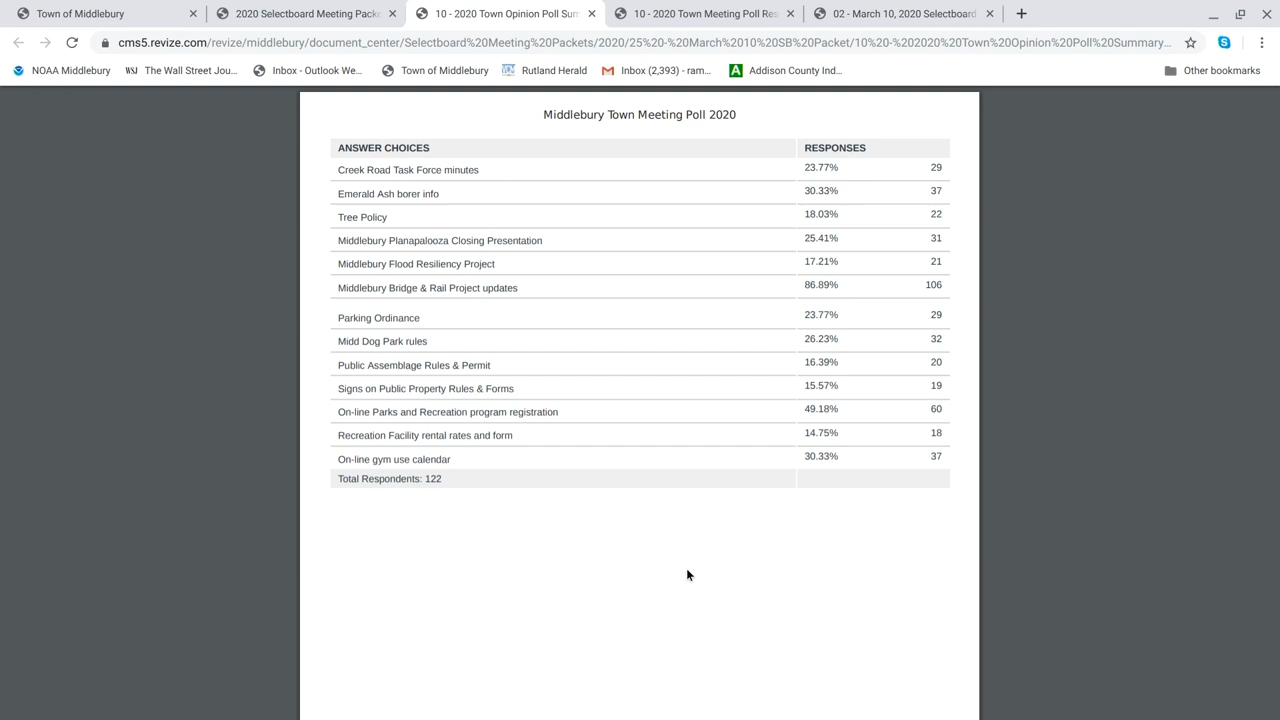 Town of Middlebury
2020 Selectboard Meeting Packe
10 - 2020 Town Opinion Poll Sum
10 - 2020 Town Meeting Poll Res
02 - March 10, 2020 Selectboard
cms5.revize.com/revize/middlebury/document_center/Selectboard%20Meeting%20Packets/2020/25%20-%20March%2010%20SB%20Packet/10%20-%202020%20Town%20Opinion%20Poll%20Summary...
NOAA Middlebury
WSJ The Wall Street Jou...
Inbox - Outlook We...
Town of Middlebury
Rutland Herald
Inbox (2,393) - ram...
A Addison County Ind...
Other bookmarks
Middlebury Town Meeting Poll 2020
ANSWER CHOICES RESPONSES
Creek Road Task Force minutes 23.77% 29
Emerald Ash borer info 30.33% 37
Tree Policy 18.03% 22
Middlebury Planapalooza Closing Presentation 25.41% 31
Middlebury Flood Resiliency Project 17.21% 21
Middlebury Bridge & Rail Project updates 86.89% 106
Parking Ordinance 23.77% 29
Midd Dog Park rules 26.23% 32
Public Assemblage Rules & Permit 16.39% 20
Signs on Public Property Rules & Forms 15.57% 19
On-line Parks and Recreation program registration 49.18% 60
Recreation Facility rental rates and form 14.75% 18
On-line gym use calendar 30.33% 37
Total Respondents: 122